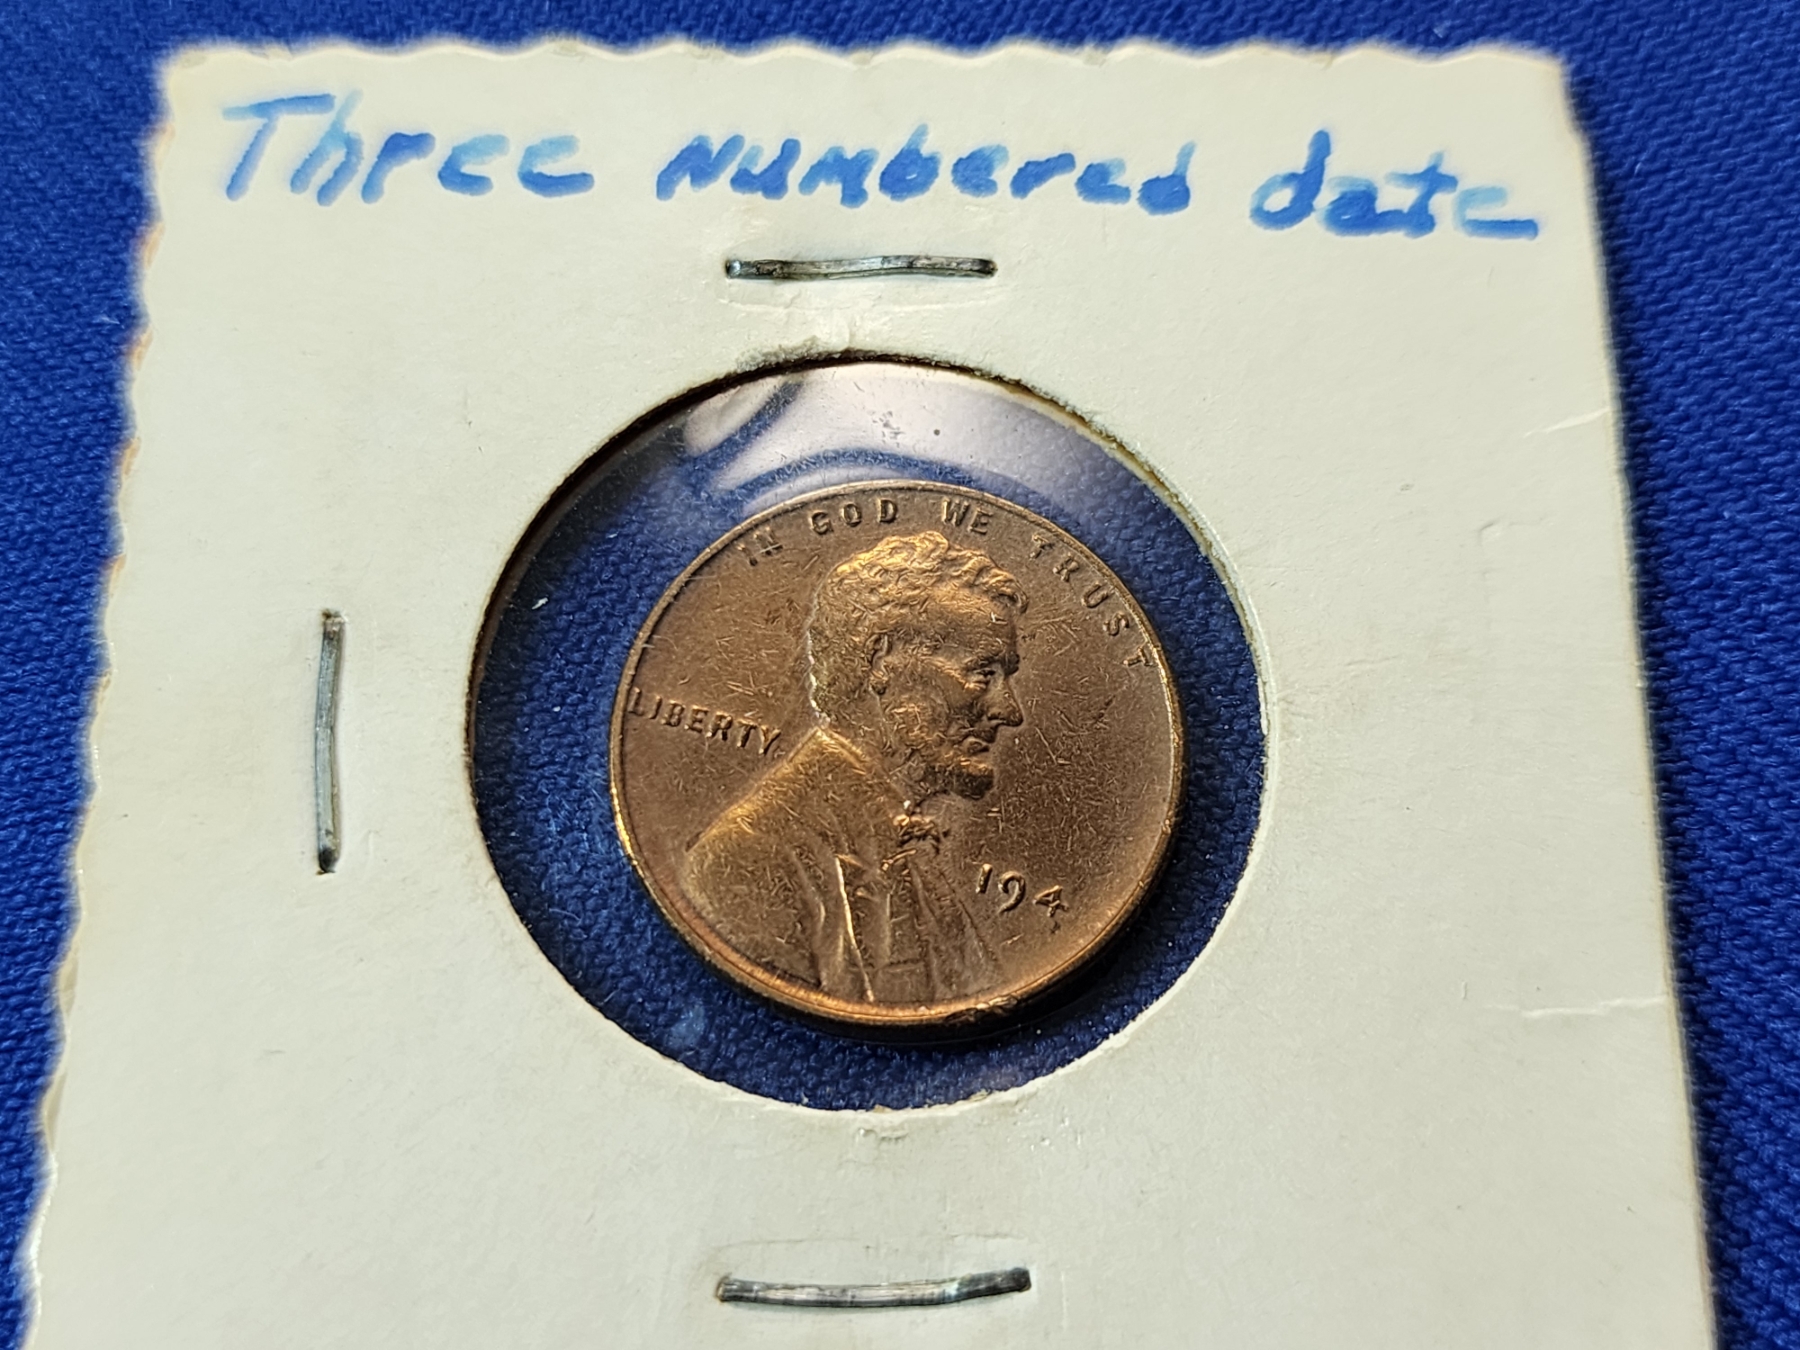 Three Numbered date
IN GOD WE TRUST
LIBERTY
194